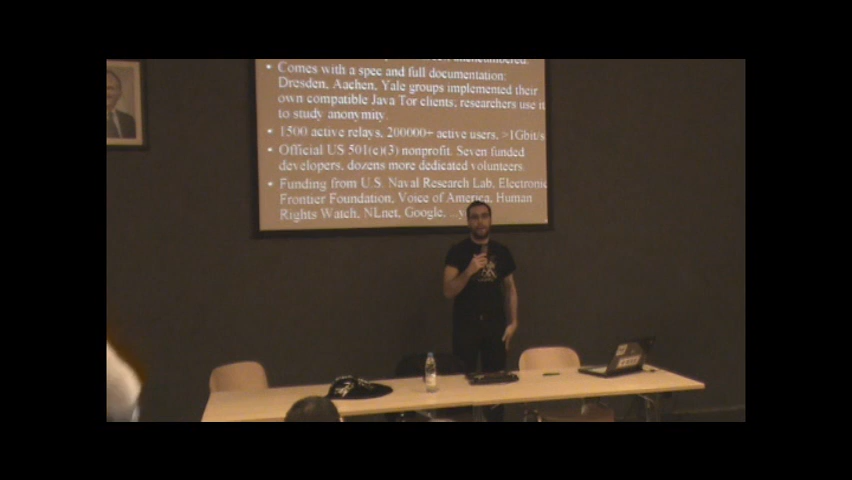 • Comes with a spec and full documentation:
Dresden, Aachen, Yale groups implemented their
own compatible Java Tor clients; researchers use it
to study anonymity.
• 1500 active relays, 200000+ active users, >1Gbit/s
• Official US 501(c)(3) nonprofit. Seven funded
developers, dozens more dedicated volunteers.
• Funding from U.S. Naval Research Lab, Electronic
Frontier Foundation, Voice of America, Human
Rights Watch, NLnet, Google, ...y